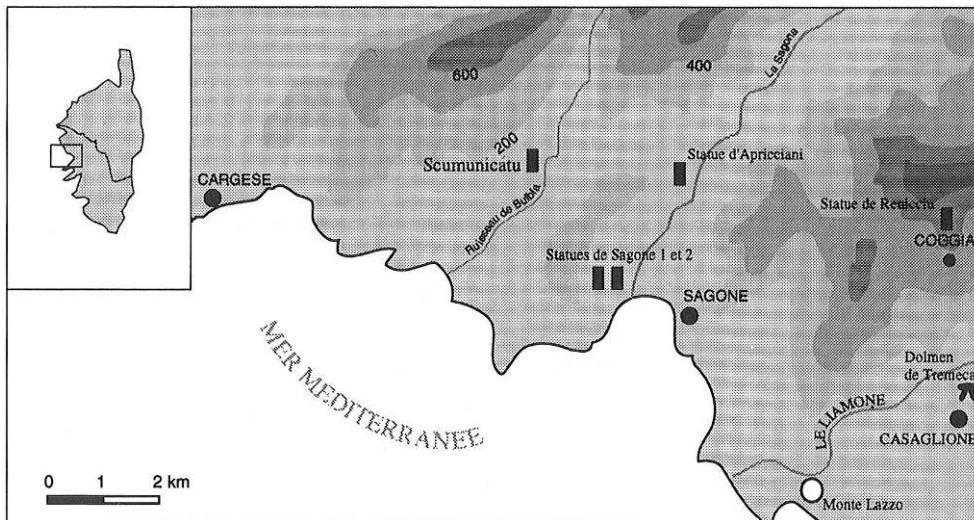 600
400
La Sagona
200
Scumunicatu
Statue d'Apricciani
CARGESE
Ruisseau de Bulbia
Statue de Renicciu
COGGIA
Statues de Sagone 1 et 2
SAGONE
MER MEDITERRANEE
Dolmen
de Tremeca
LE LIAMONE
CASAGLIONE
0 1 2 km
Monte Lazzo